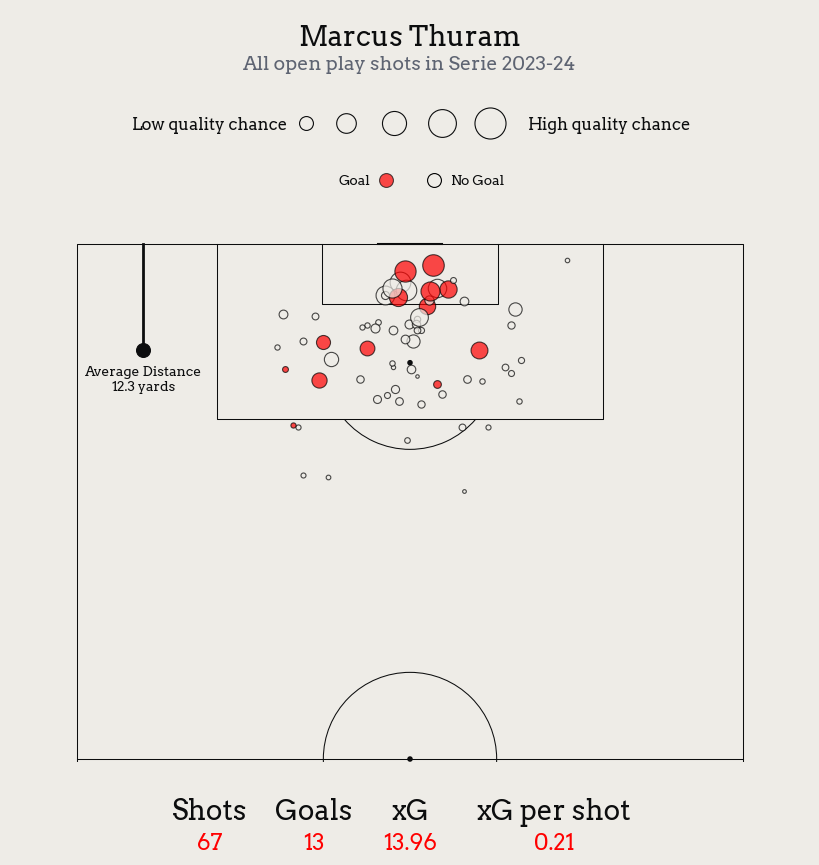 Marcus Thuram
All open play shots in Serie 2023-24
Low quality chance High quality chance
Goal No Goal
Average Distance
12.3 yards
Shots Goals xG xG per shot
67 13 13.96 0.21